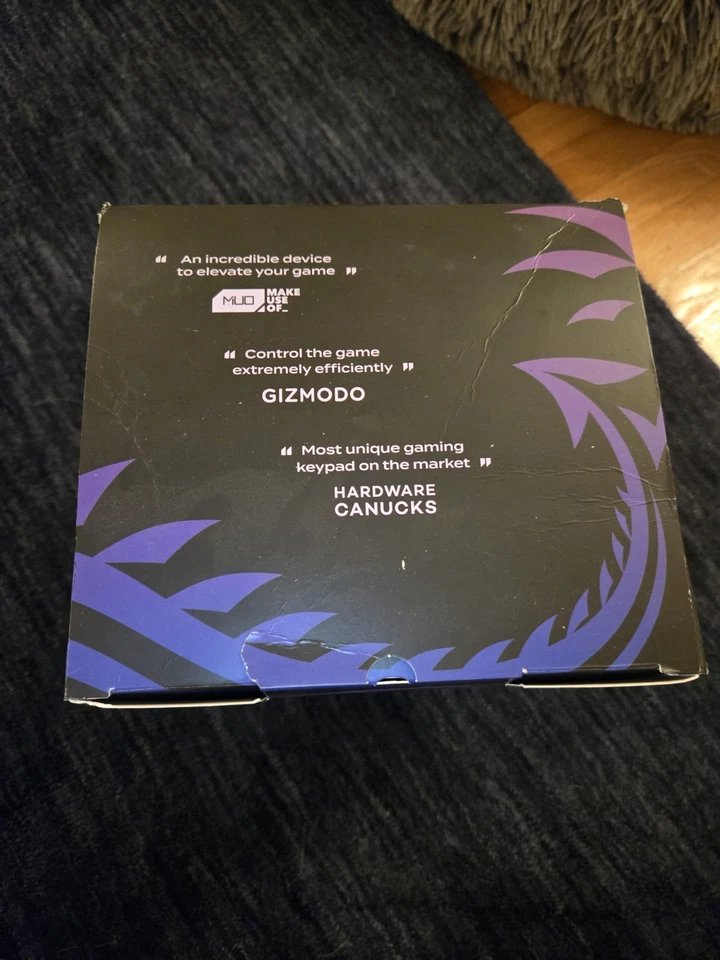 “ An incredible device
to elevate your game ”
MUO MAKE
USE
OF_
“ Control the game
extremely efficiently ”
GIZMODO
“ Most unique gaming
keypad on the market ”
HARDWARE
CANUCKS